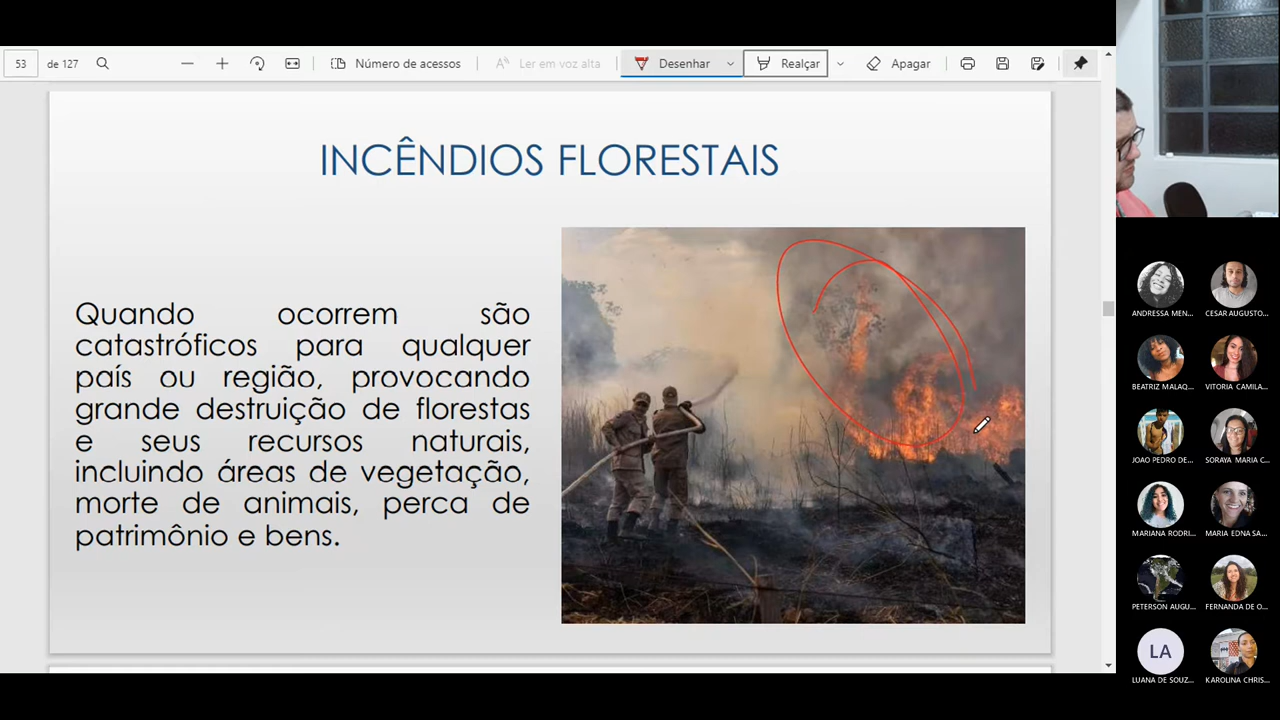 53 de 127 Número de acessos Ler em voz alta Desenhar Realçar Apagar
INCÊNDIOS FLORESTAIS
Quando ocorrem são
catastróficos para qualquer
país ou região, provocando
grande destruição de florestas
e seus recursos naturais,
incluindo áreas de vegetação,
morte de animais, perca de
patrimônio e bens.
ANDRESSA MEN... CESAR AUGUSTO...
BEATRIZ MALAQ... VITORIA CAMILA...
JOAO PEDRO DE... SORAYA MARIA C...
MARIANA RODRI... MARIA EDNA SA...
PETERSON AUGU... FERNANDA DE O...
LA
LUANA DE SOUZ... KAROLINA CHRIS...